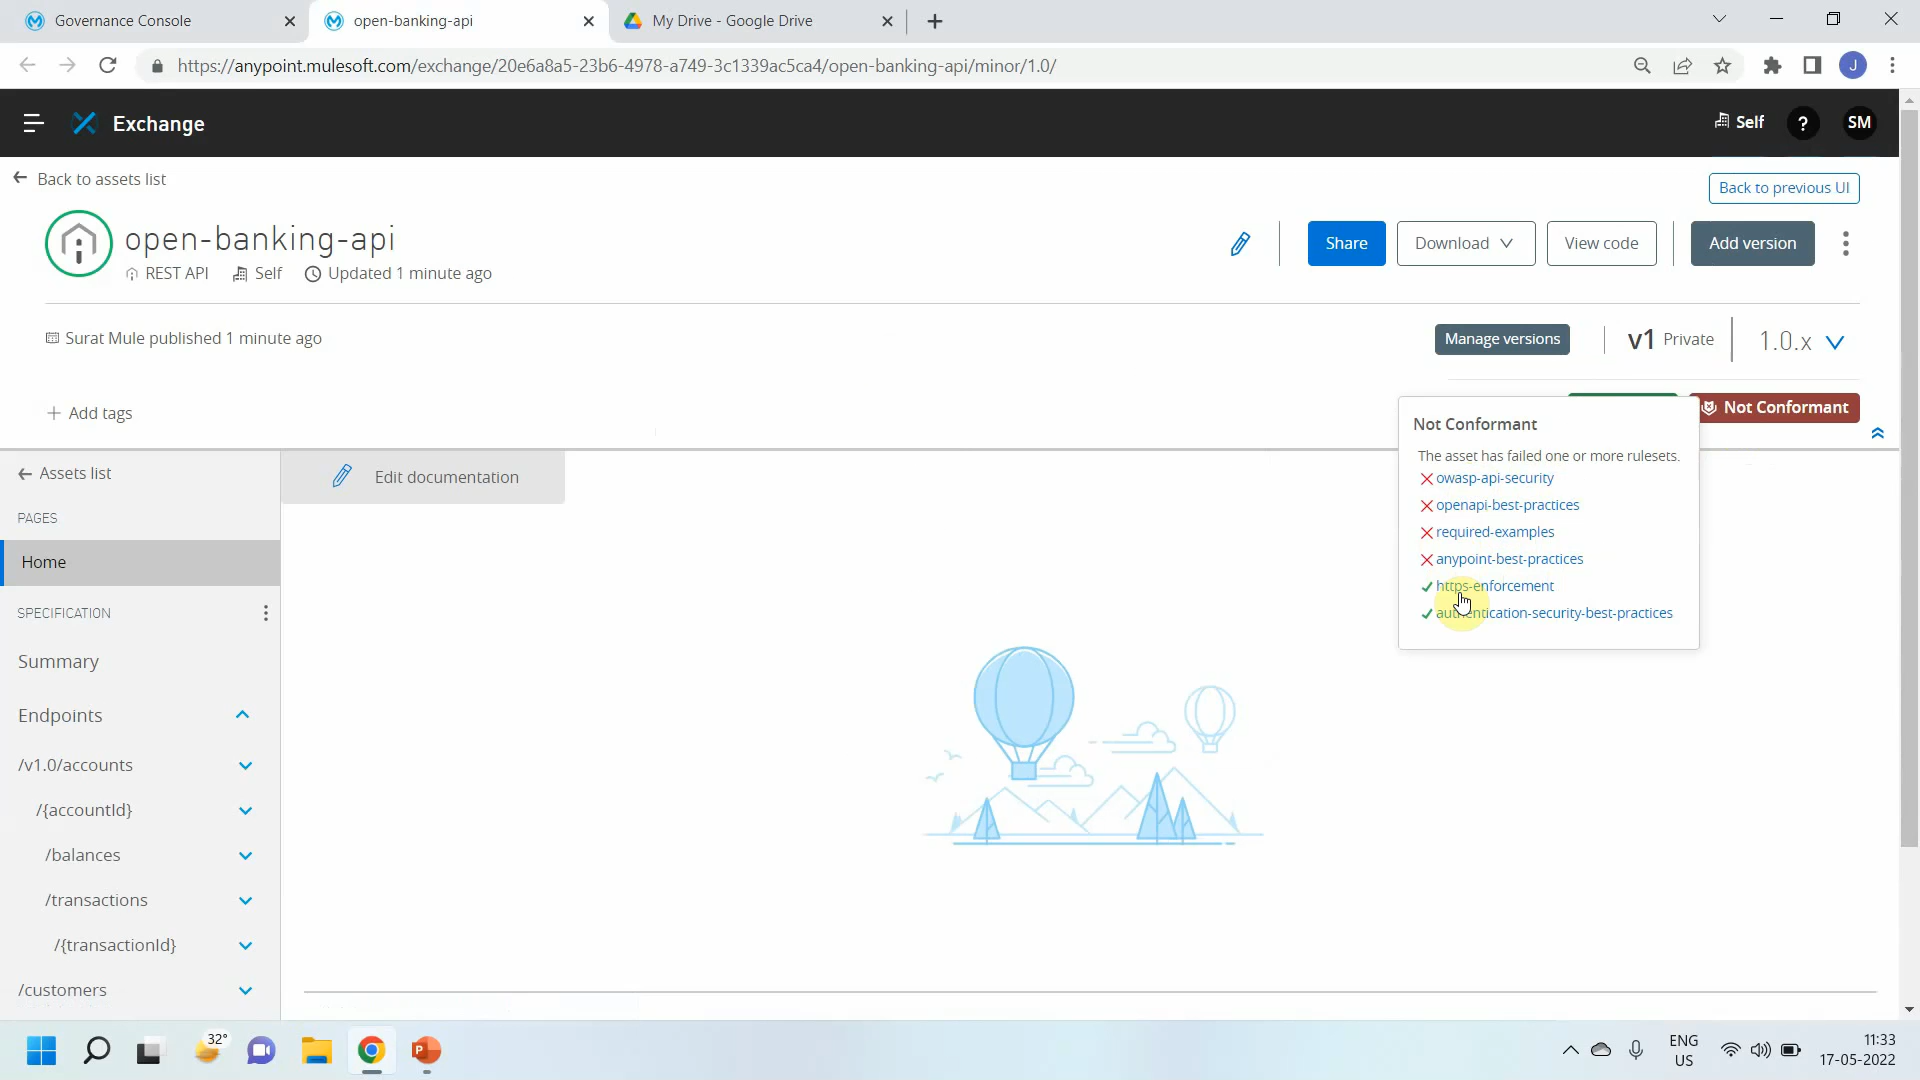 Governance Console
open-banking-api
My Drive - Google Drive
https://anypoint.mulesoft.com/exchange/20e6a8a5-23b6-4978-a749-3c1339ac5ca4/open-banking-api/minor/1.0/
J
Exchange
Self
?
SM
Back to assets list
Back to previous UI
open-banking-api
REST API
Self
Updated 1 minute ago
Share
Download
View code
Add version
Surat Mule published 1 minute ago
Manage versions
v1 Private
1.0.x
Add tags
Not Conformant
Not Conformant
The asset has failed one or more rulesets.
owasp-api-security
openapi-best-practices
required-examples
anypoint-best-practices
https-enforcement
authentication-security-best-practices
Assets list
Edit documentation
PAGES
Home
SPECIFICATION
Summary
Endpoints
/v1.0/accounts
/{accountId}
/balances
/transactions
/{transactionId}
/customers
32°
ENG
US
11:33
17-05-2022